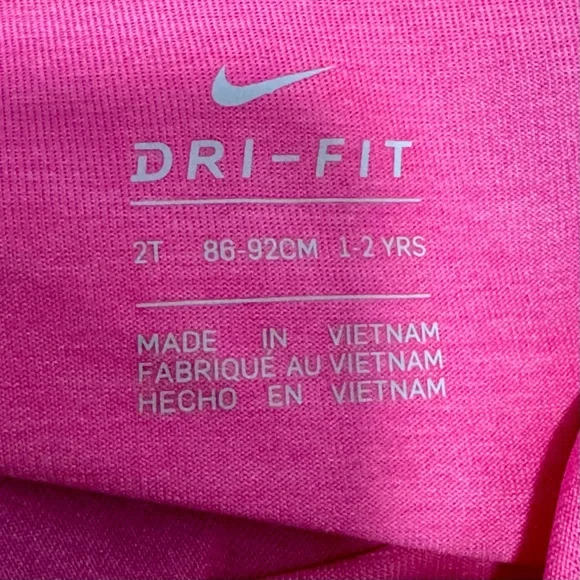 DRI-FIT
2T 86-92CM 1-2 YRS
MADE IN VIETNAM
FABRIQUÉ AU VIETNAM
HECHO EN VIETNAM